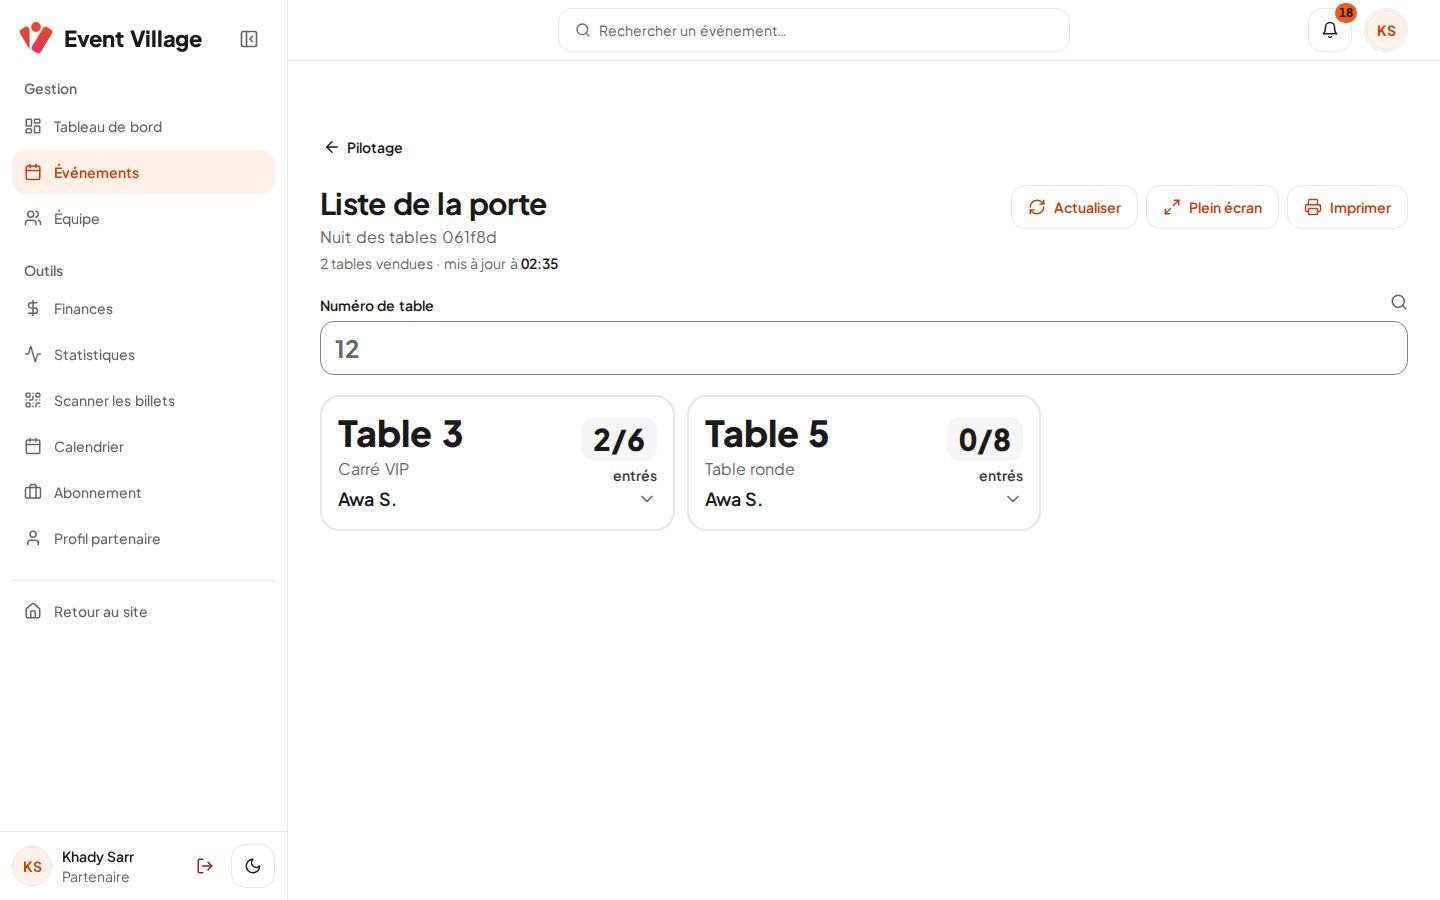 Event Village
Gestion
Tableau de bord
Événements
Équipe
Outils
Finances
Statistiques
Scanner les billets
Calendrier
Abonnement
Profil partenaire
Retour au site
KS
Khady Sarr
Partenaire
Rechercher un événement...
18
KS
Pilotage
Liste de la porte
Nuit des tables 061f8d
2 tables vendues · mis à jour à 02:35
Actualiser
Plein écran
Imprimer
Numéro de table
12
Table 3
Carré VIP
Awa S.
2/6
entrés
Table 5
Table ronde
Awa S.
0/8
entrés